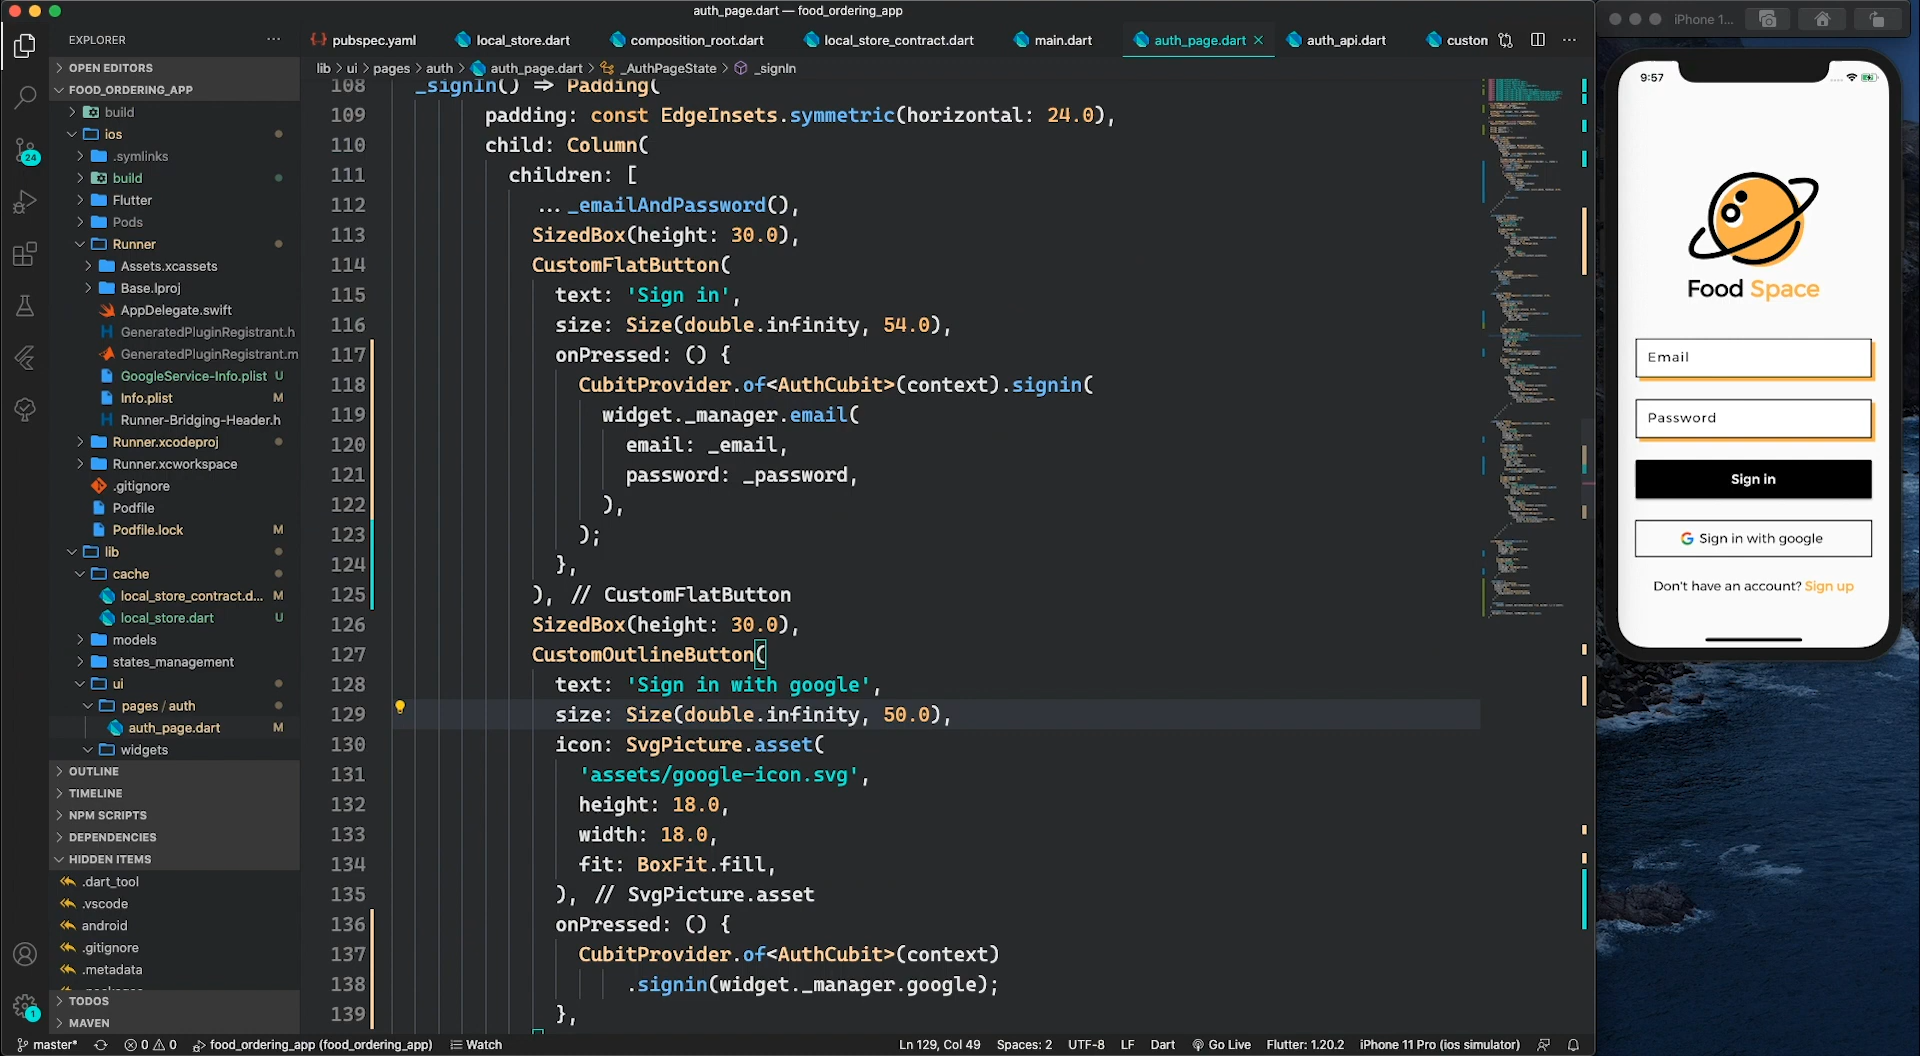 auth_page.dart — food_ordering_app
EXPLORER
OPEN EDITORS
FOOD_ORDERING_APP
build
ios
.symlinks
build
Flutter
Pods
Runner
Assets.xcassets
Base.lproj
AppDelegate.swift
GeneratedPluginRegistrant.h
GeneratedPluginRegistrant.m
GoogleService-Info.plist U
Info.plist M
Runner-Bridging-Header.h
Runner.xcodeproj
Runner.xcworkspace
.gitignore
Podfile
Podfile.lock M
lib
cache
local_store_contract.d... M
local_store.dart U
models
states_management
ui
pages / auth
auth_page.dart M
widgets
OUTLINE
TIMELINE
NPM SCRIPTS
DEPENDENCIES
HIDDEN ITEMS
.dart_tool
.vscode
android
.gitignore
.metadata
TODOS
MAVEN
24
1
pubspec.yaml local_store.dart composition_root.dart local_store_contract.dart main.dart auth_page.dart auth_api.dart custon
lib > ui > pages > auth > auth_page.dart > _AuthPageState > _signIn
108 _signIn() => Padding(
109 padding: const EdgeInsets.symmetric(horizontal: 24.0),
110 child: Column(
111 children: [
112 ..._emailAndPassword(),
113 SizedBox(height: 30.0),
114 CustomFlatButton(
115 text: 'Sign in',
116 size: Size(double.infinity, 54.0),
117 onPressed: () {
118 CubitProvider.of<AuthCubit>(context).signin(
119 widget._manager.email(
120 email: _email,
121 password: _password,
122 ),
123 );
124 },
125 ), // CustomFlatButton
126 SizedBox(height: 30.0),
127 CustomOutlineButton(
128 text: 'Sign in with google',
129 size: Size(double.infinity, 50.0),
130 icon: SvgPicture.asset(
131 'assets/google-icon.svg',
132 height: 18.0,
133 width: 18.0,
134 fit: BoxFit.fill,
135 ), // SvgPicture.asset
136 onPressed: () {
137 CubitProvider.of<AuthCubit>(context)
138 .signin(widget._manager.google);
139 },
master* 0 0 food_ordering_app (food_ordering_app) Watch Ln 129, Col 49 Spaces: 2 UTF-8 LF Dart Go Live Flutter: 1.20.2 iPhone 11 Pro (ios simulator)
iPhone 1...
9:57
Food Space
Email
Password
Sign in
Sign in with google
Don't have an account? Sign up